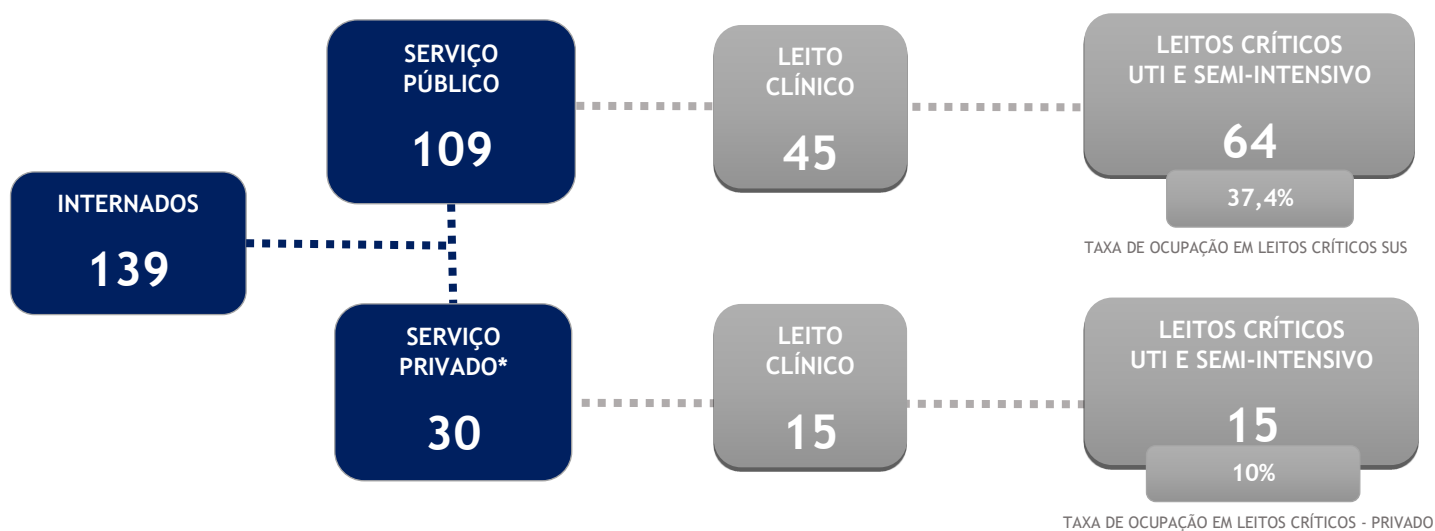 INTERNADOS
139
SERVIÇO
PÚBLICO
109
LEITO
CLÍNICO
45
LEITOS CRÍTICOS
UTI E SEMI-INTENSIVO
64
37,4%
TAXA DE OCUPAÇÃO EM LEITOS CRÍTICOS SUS
SERVIÇO
PRIVADO*
30
LEITO
CLÍNICO
15
LEITOS CRÍTICOS
UTI E SEMI-INTENSIVO
15
10%
TAXA DE OCUPAÇÃO EM LEITOS CRÍTICOS - PRIVADO